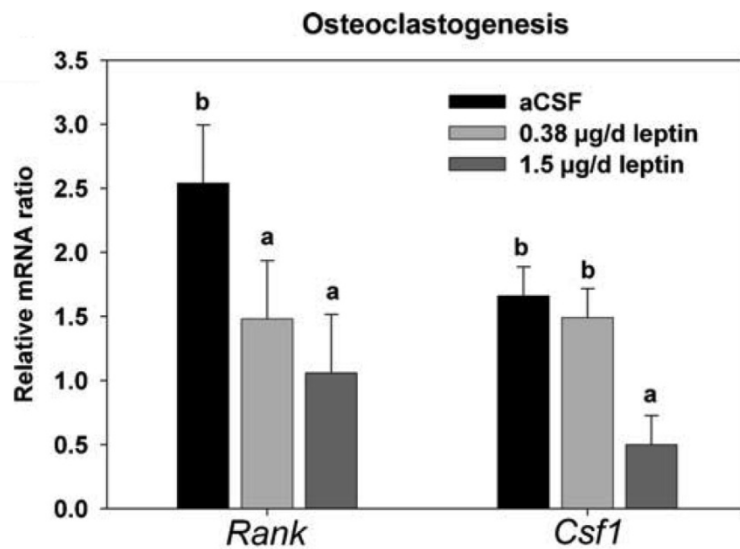 Osteoclastogenesis
Relative mRNA ratio
3.5
3.0
2.5
2.0
1.5
1.0
0.5
0.0
aCSF
0.38 µg/d leptin
1.5 µg/d leptin
b
a
a
b
b
a
Rank
Csf1